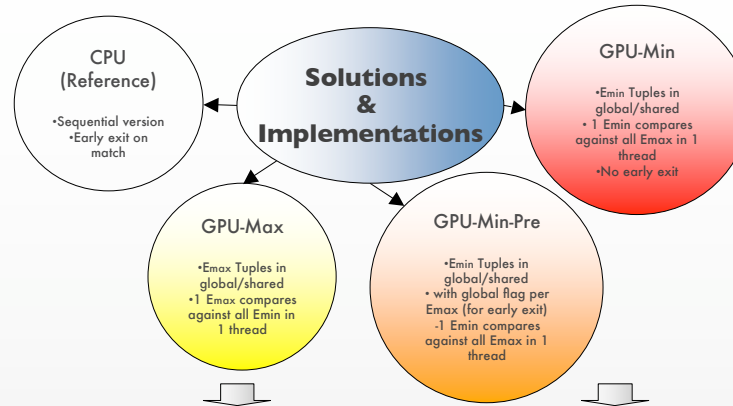 Solutions
&
Implementations
CPU
(Reference)
•Sequential version
•Early exit on
match
GPU-Max
•Emax Tuples in
global/shared
•1 Emax compares
against all Emin in
1 thread
GPU-Min-Pre
•Emin Tuples in
global/shared
• with global flag per
Emax (for early exit)
-1 Emin compares
against all Emax in 1
thread
GPU-Min
•Emin Tuples in
global/shared
• 1 Emin compares
against all Emax in 1
thread
•No early exit